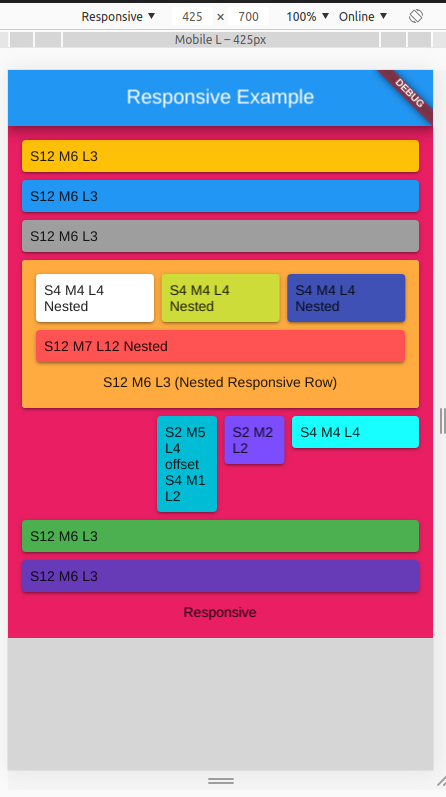 Responsive ▼ 425 × 700 100% ▼ Online ▼
Mobile L – 425px
Responsive Example
DEBUG
S12 M6 L3
S12 M6 L3
S12 M6 L3
S4 M4 L4
Nested
S4 M4 L4
Nested
S4 M4 L4
Nested
S12 M7 L12 Nested
S12 M6 L3 (Nested Responsive Row)
S2 M5
L4
offset
S4 M1
L2
S2 M2
L2
S4 M4 L4
S12 M6 L3
S12 M6 L3
Responsive